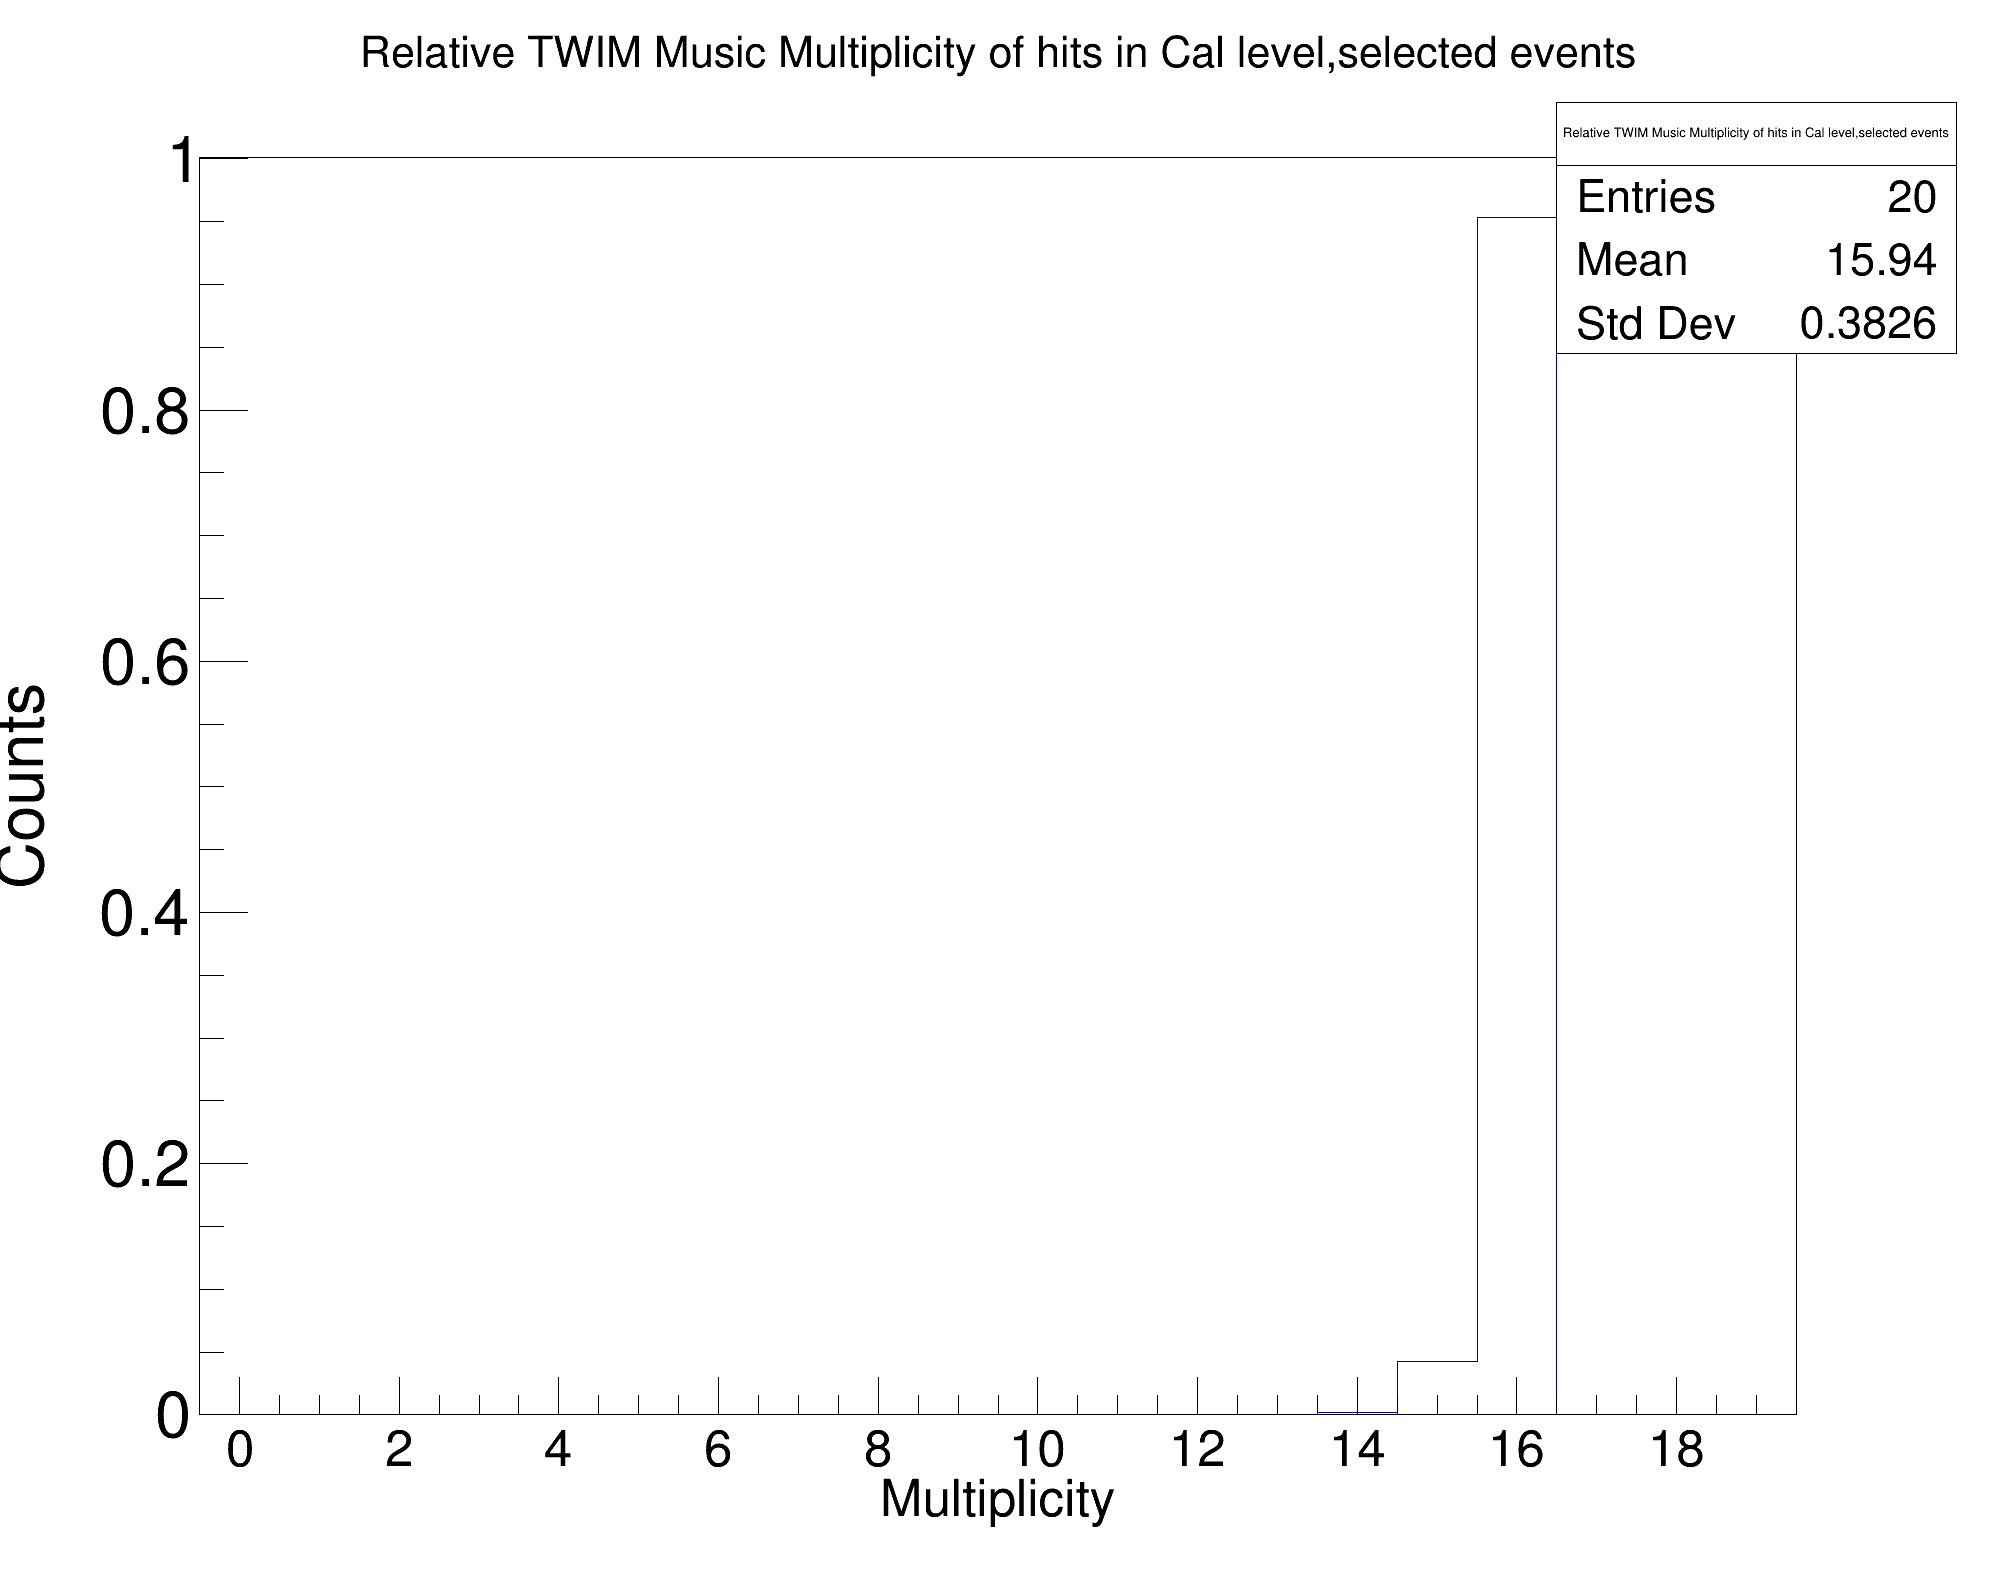 Relative TWIM Music Multiplicity of hits in Cal level,selected events
Relative TWIM Music Multiplicity of hits in Cal level,selected events
Entries 20
Mean 15.94
Std Dev 0.3826
1
0.8
0.6
0.4
0.2
0
Counts
0 2 4 6 8 10 12 14 16 18
Multiplicity